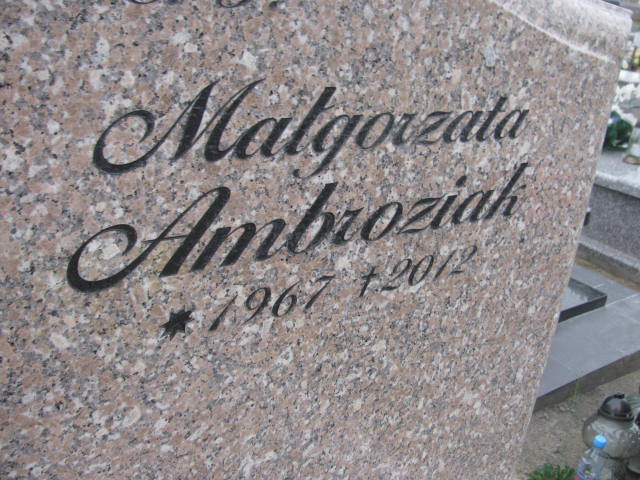 Małgorzata
Ambroziak
* 1967 † 2012